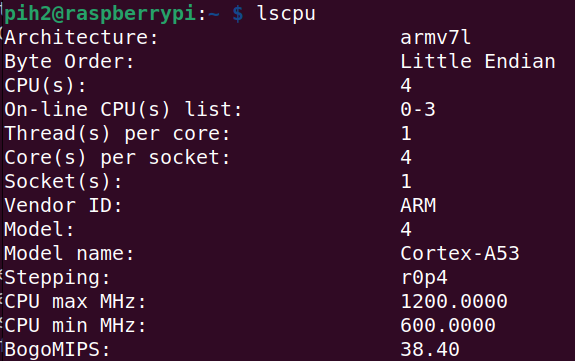 pih2@raspberrypi:~ $ lscpu
Architecture: armv7l
Byte Order: Little Endian
CPU(s): 4
On-line CPU(s) list: 0-3
Thread(s) per core: 1
Core(s) per socket: 4
Socket(s): 1
Vendor ID: ARM
Model: 4
Model name: Cortex-A53
Stepping: r0p4
CPU max MHz: 1200.0000
CPU min MHz: 600.0000
BogoMIPS: 38.40